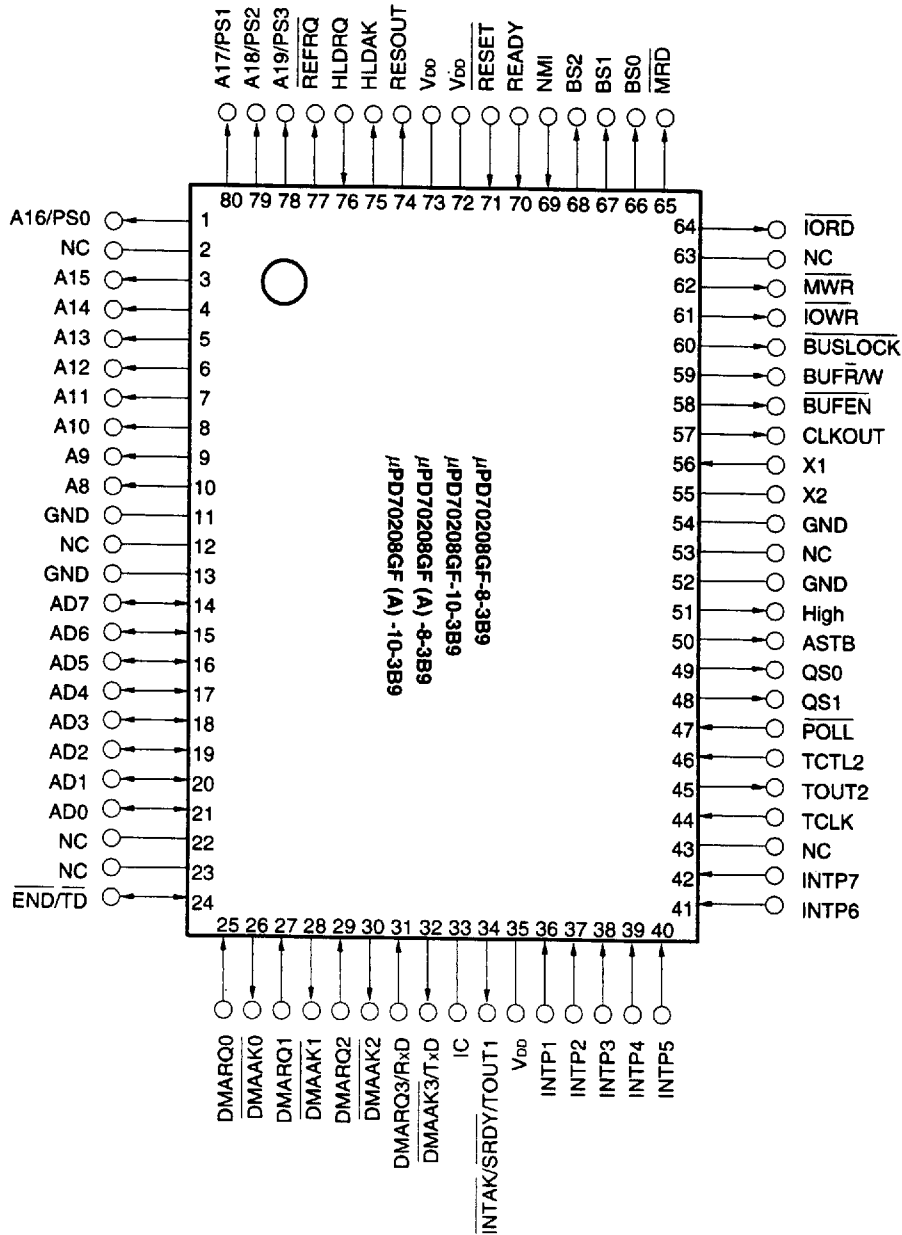 A17/PS1
A18/PS2
A19/PS3
REFRQ
HLDRQ
HLDAK
RESOUT
VDD
VDD
RESET
READY
NMI
BS2
BS1
BS0
MRD
80 79 78 77 76 75 74 73 72 71 70 69 68 67 66 65
A16/PS0 1
NC 2
A15 3
A14 4
A13 5
A12 6
A11 7
A10 8
A9 9
A8 10
GND 11
NC 12
GND 13
AD7 14
AD6 15
AD5 16
AD4 17
AD3 18
AD2 19
AD1 20
AD0 21
NC 22
NC 23
END/TD 24
μPD70208GF-8-3B9
μPD70208GF-10-3B9
μPD70208GF (A) -8-3B9
μPD70208GF (A) -10-3B9
64 IORD
63 NC
62 MWR
61 IOWR
60 BUSLOCK
59 BUFR/W
58 BUFEN
57 CLKOUT
56 X1
55 X2
54 GND
53 NC
52 GND
51 High
50 ASTB
49 QS0
48 QS1
47 POLL
46 TCTL2
45 TOUT2
44 TCLK
43 NC
42 INTP7
41 INTP6
25 26 27 28 29 30 31 32 33 34 35 36 37 38 39 40
DMARQ0
DMAAK0
DMARQ1
DMAAK1
DMARQ2
DMAAK2
DMARQ3/RxD
DMAAK3/TxD
IC
INTAK/SRDY/TOUT1
VDD
INTP1
INTP2
INTP3
INTP4
INTP5